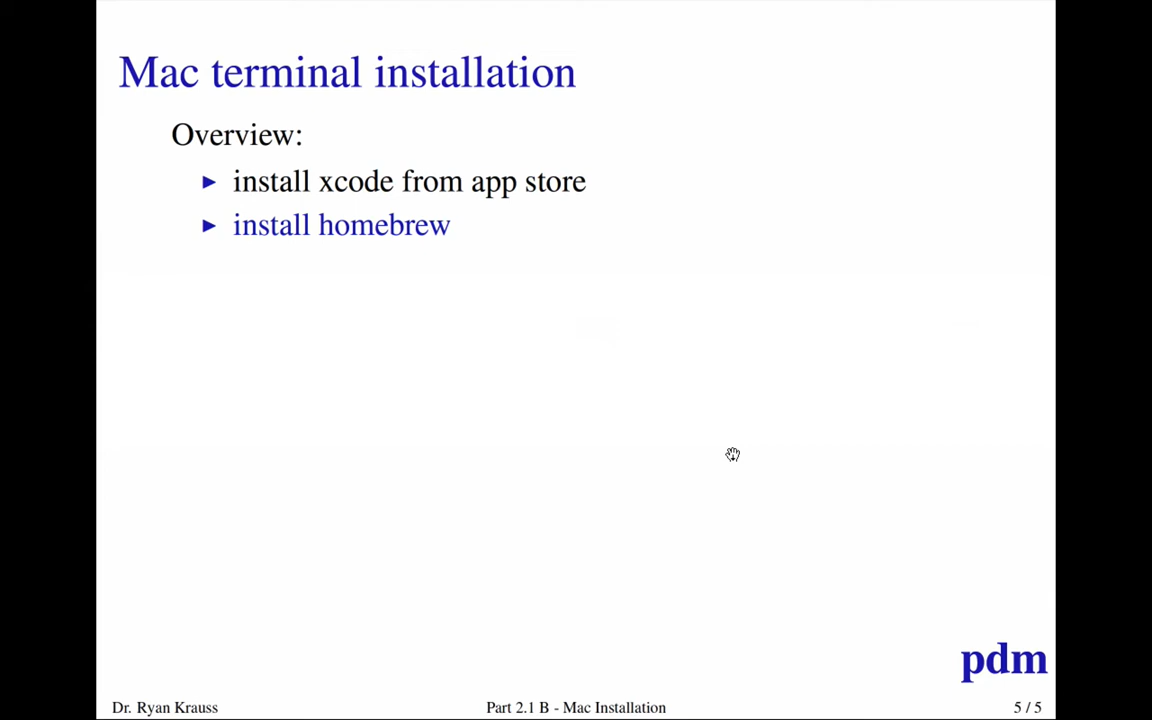 Mac terminal installation
Overview:
► install xcode from app store
► install homebrew
pdm
Dr. Ryan Krauss Part 2.1 B - Mac Installation 5 / 5